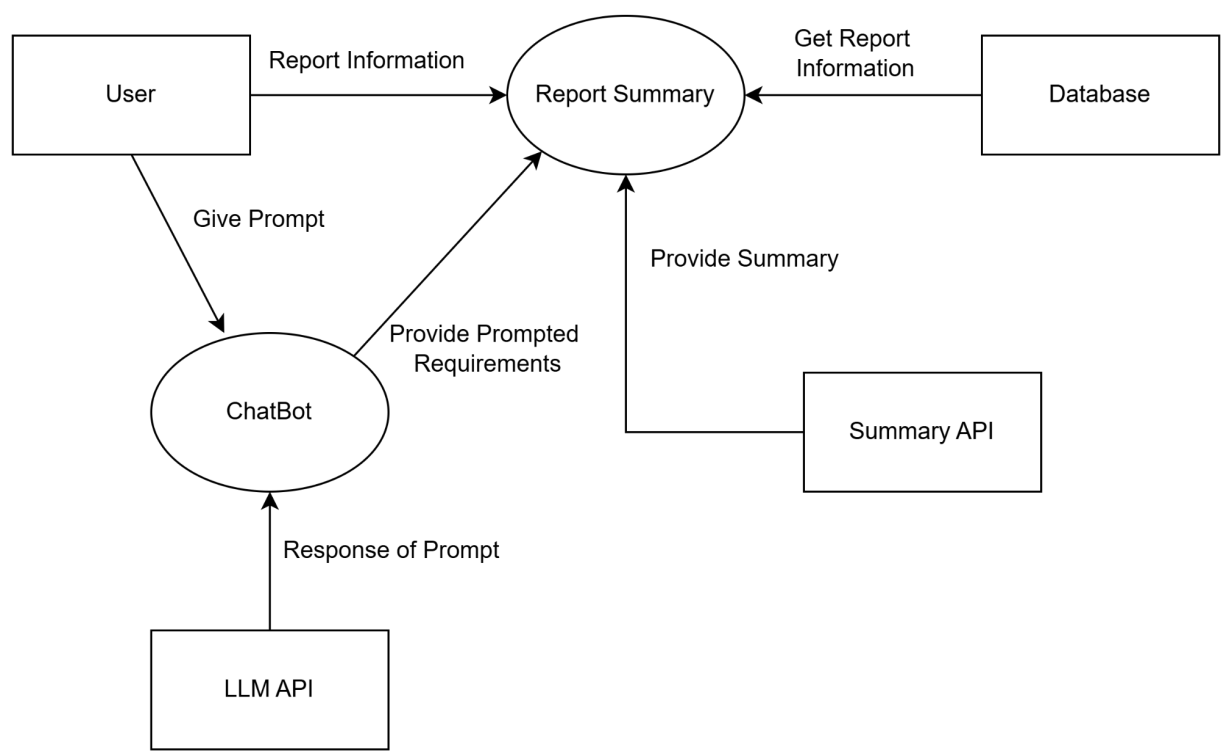 User
Report Information
Report Summary
Get Report
Information
Database
Give Prompt
Provide Summary
Provide Prompted
Requirements
ChatBot
Summary API
Response of Prompt
LLM API